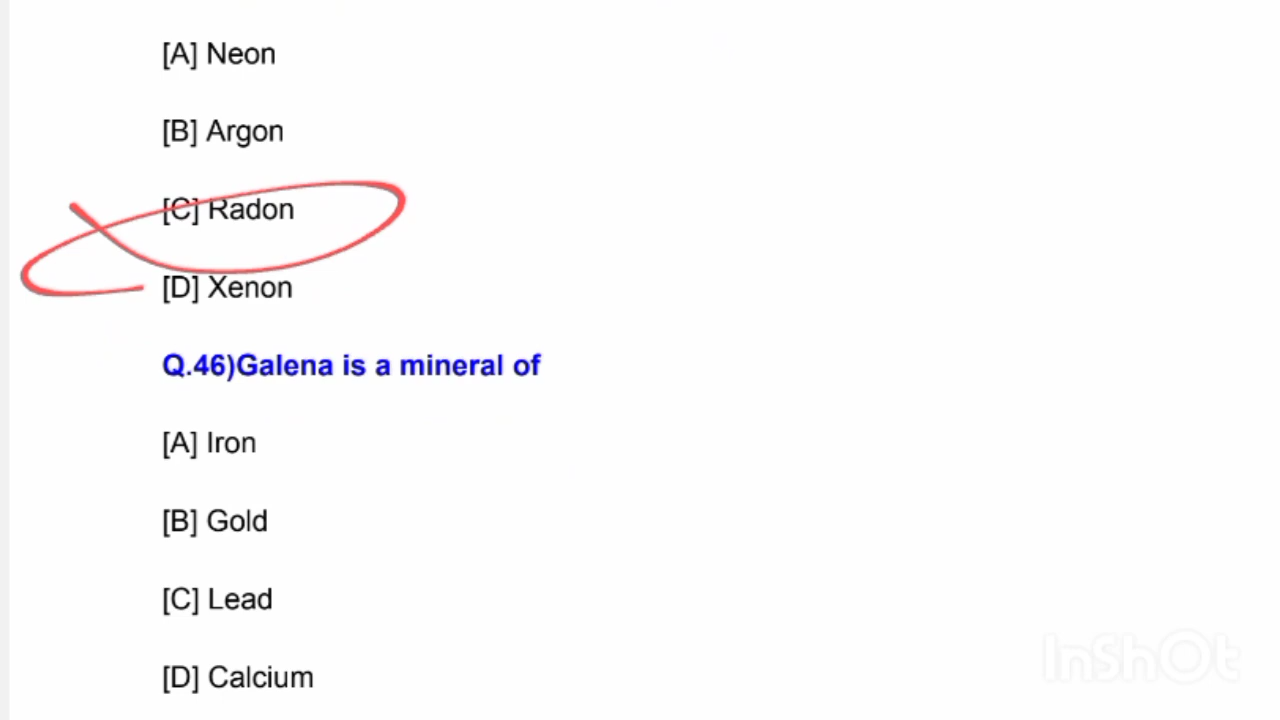 [A] Neon
[B] Argon
[C] Radon
[D] Xenon
Q.46)Galena is a mineral of
[A] Iron
[B] Gold
[C] Lead
[D] Calcium
InShOt